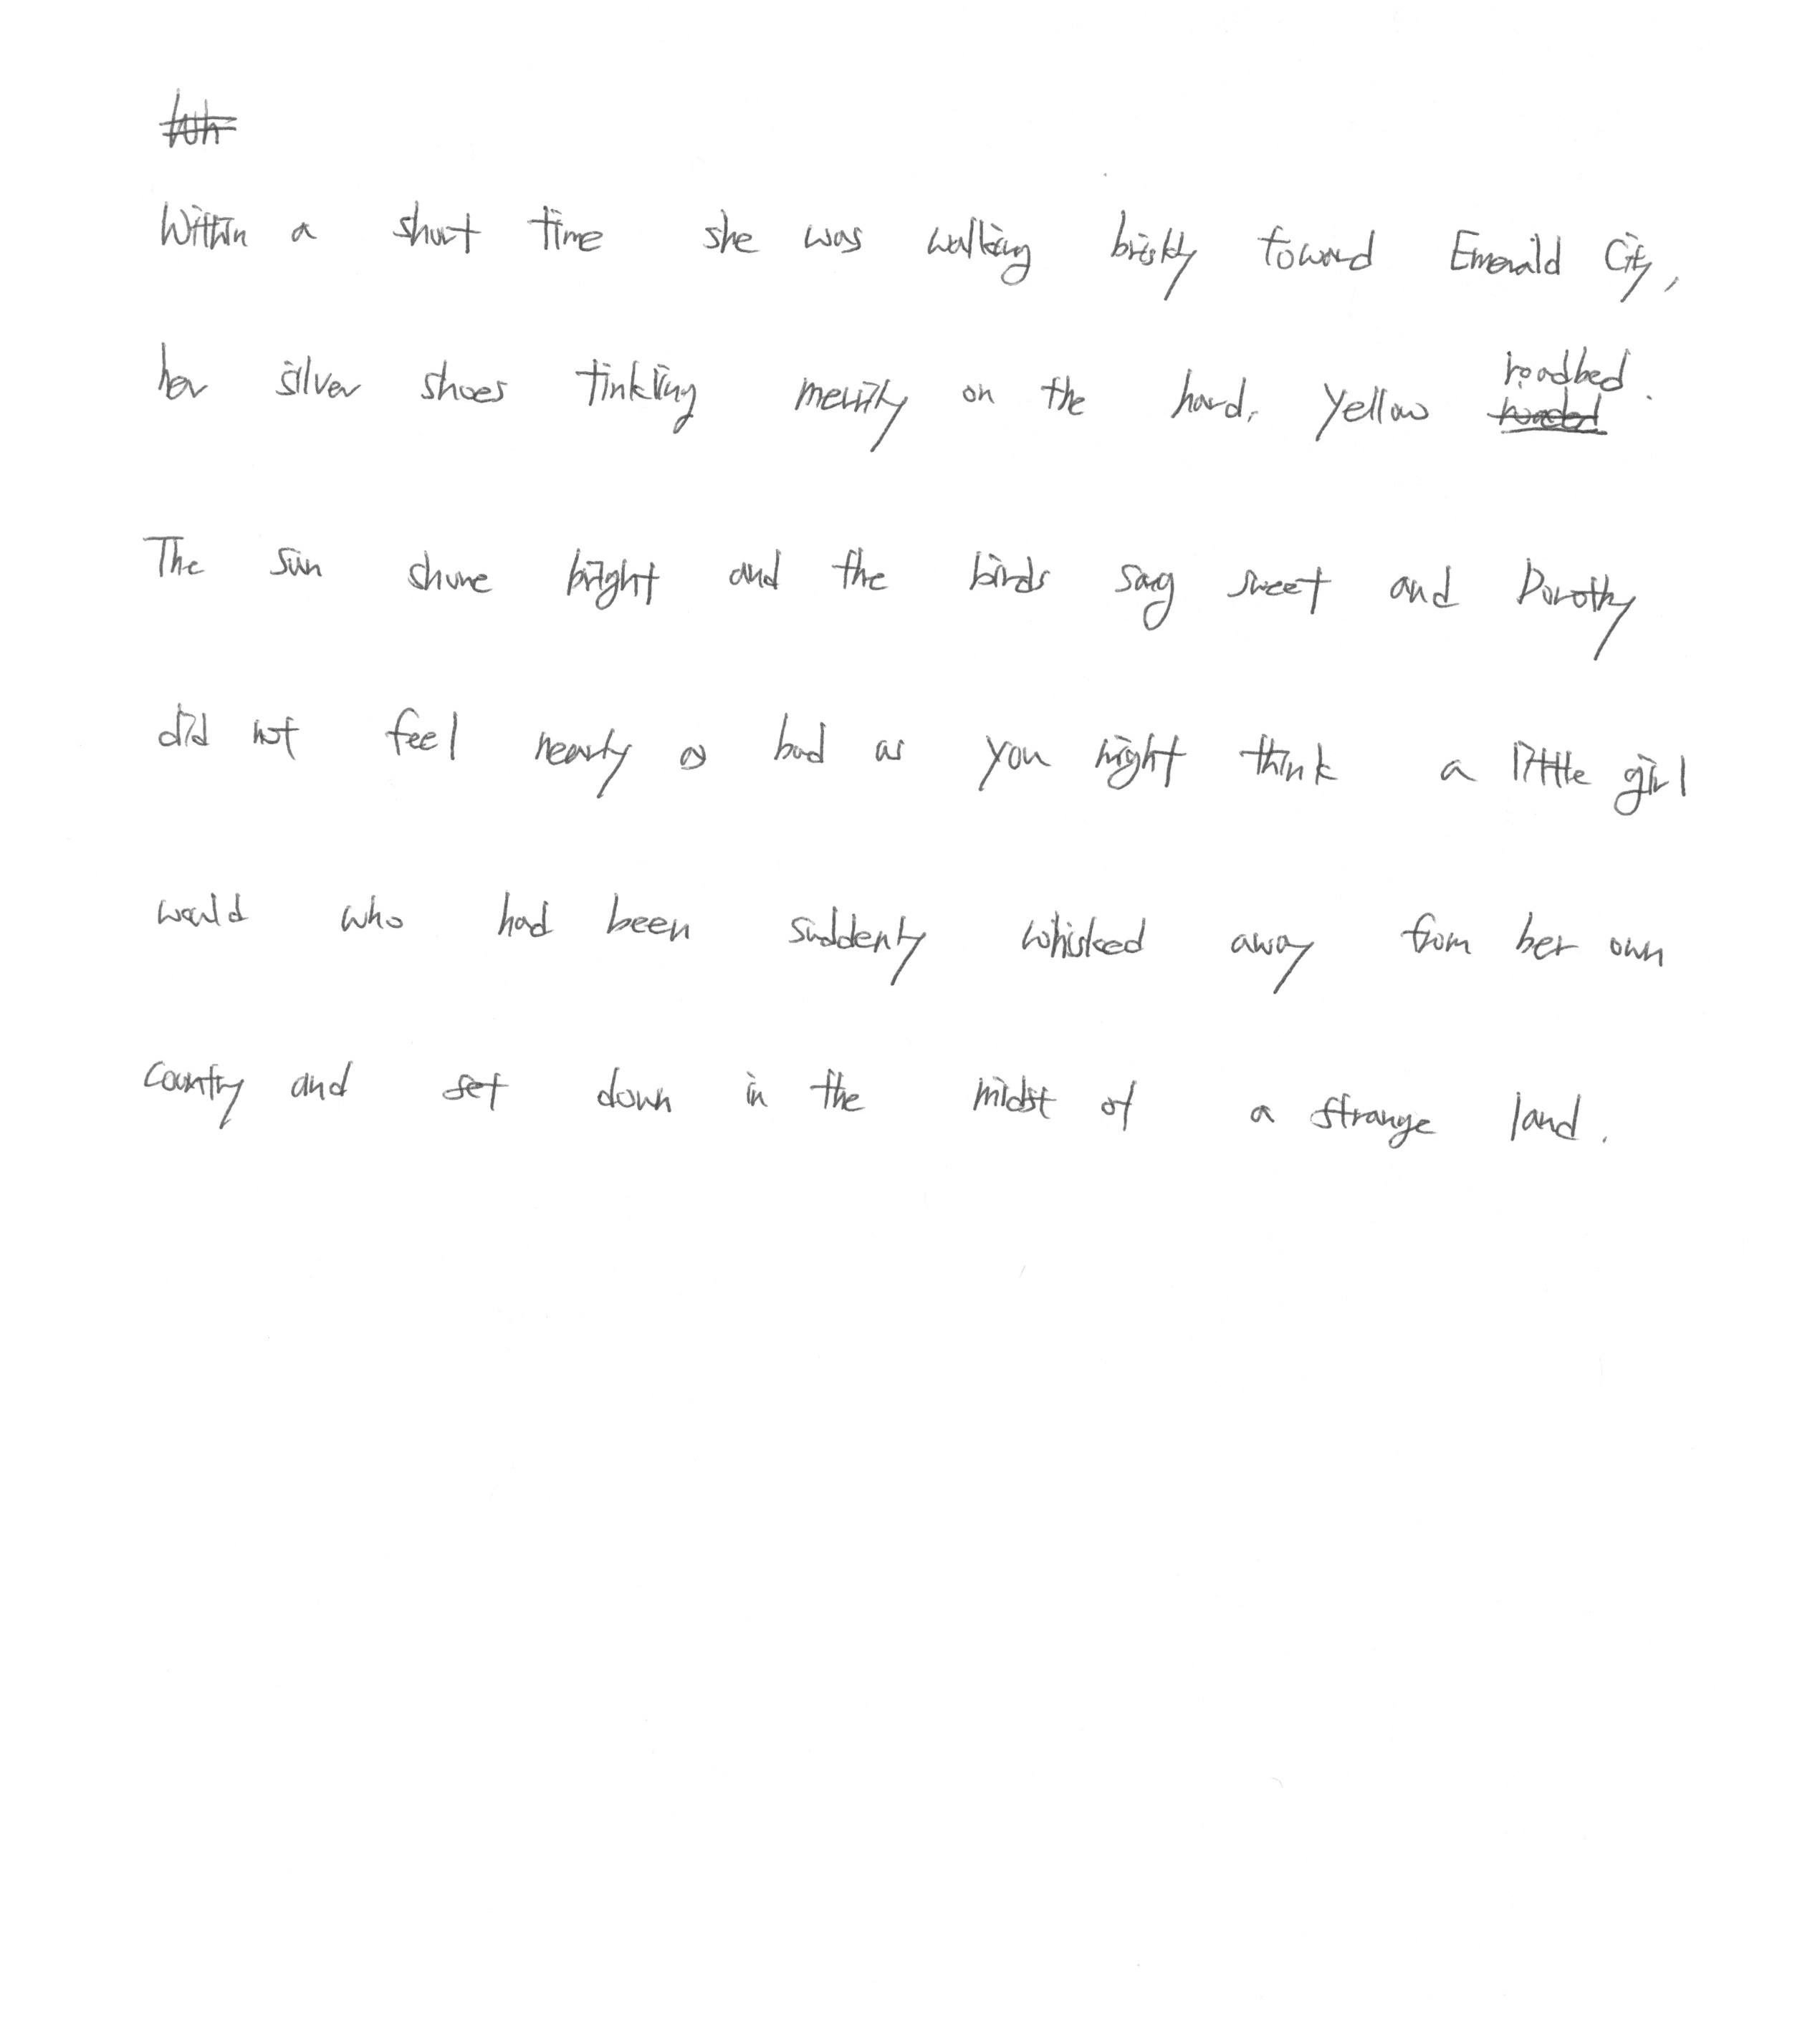 Within a short time she was walking briskly toward Emerald City,
her silver shoes tinkling merrily on the hard, yellow roadbed.
The sun shone bright and the birds sang sweet and Dorothy
did not feel nearly as bad as you might think a little girl
would who had been suddenly whisked away from her own
country and set down in the midst of a strange land.